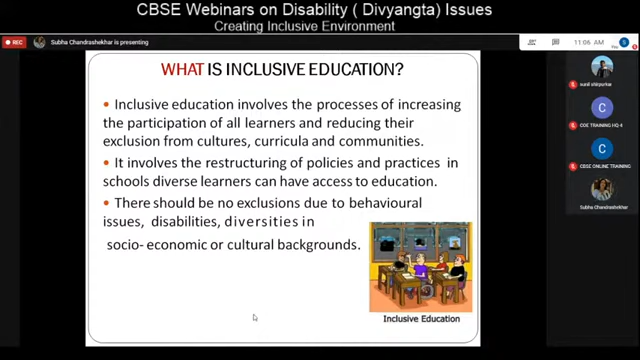 CBSE Webinars on Disability ( Divyangta) Issues
Creating Inclusive Environment
REC
Subha Chandrashekhar is presenting
11:06 AM
S
WHAT IS INCLUSIVE EDUCATION?
• Inclusive education involves the processes of increasing
the participation of all learners and reducing their
exclusion from cultures, curricula and communities.
• It involves the restructuring of policies and practices in
schools diverse learners can have access to education.
• There should be no exclusions due to behavioural
issues, disabilities, diversities in
socio- economic or cultural backgrounds.
Inclusive Education
sunil shirpurkar
C
COE TRAINING HQ 4
C
CBSE ONLINE TRAINING
Subha Chandrashekhar